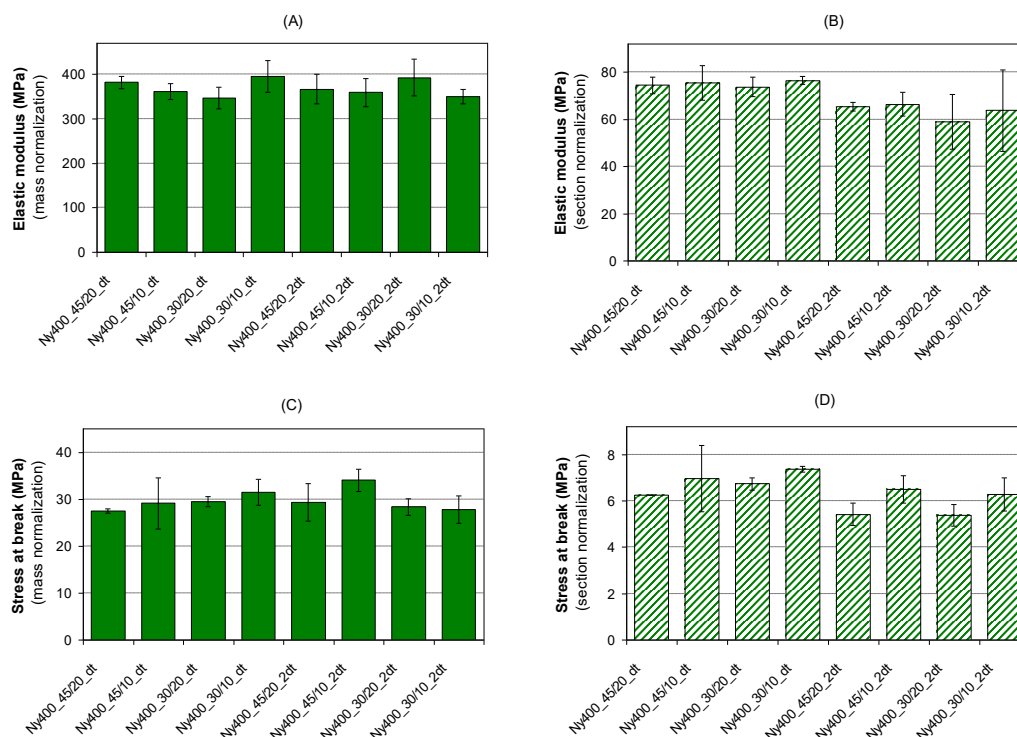 (A)
Elastic modulus (MPa)
(mass normalization)
400
300
200
100
0
Ny400_45/20_dt
Ny400_45/10_dt
Ny400_30/20_dt
Ny400_30/10_dt
Ny400_45/20_2dt
Ny400_45/10_2dt
Ny400_30/20_2dt
Ny400_30/10_2dt
(B)
Elastic modulus (MPa)
(section normalization)
80
60
40
20
0
Ny400_45/20_dt
Ny400_45/10_dt
Ny400_30/20_dt
Ny400_30/10_dt
Ny400_45/20_2dt
Ny400_45/10_2dt
Ny400_30/20_2dt
Ny400_30/10_2dt
(C)
Stress at break (MPa)
(mass normalization)
40
30
20
10
0
Ny400_45/20_dt
Ny400_45/10_dt
Ny400_30/20_dt
Ny400_30/10_dt
Ny400_45/20_2dt
Ny400_45/10_2dt
Ny400_30/20_2dt
Ny400_30/10_2dt
(D)
Stress at break (MPa)
(section normalization)
8
6
4
2
0
Ny400_45/20_dt
Ny400_45/10_dt
Ny400_30/20_dt
Ny400_30/10_dt
Ny400_45/20_2dt
Ny400_45/10_2dt
Ny400_30/20_2dt
Ny400_30/10_2dt